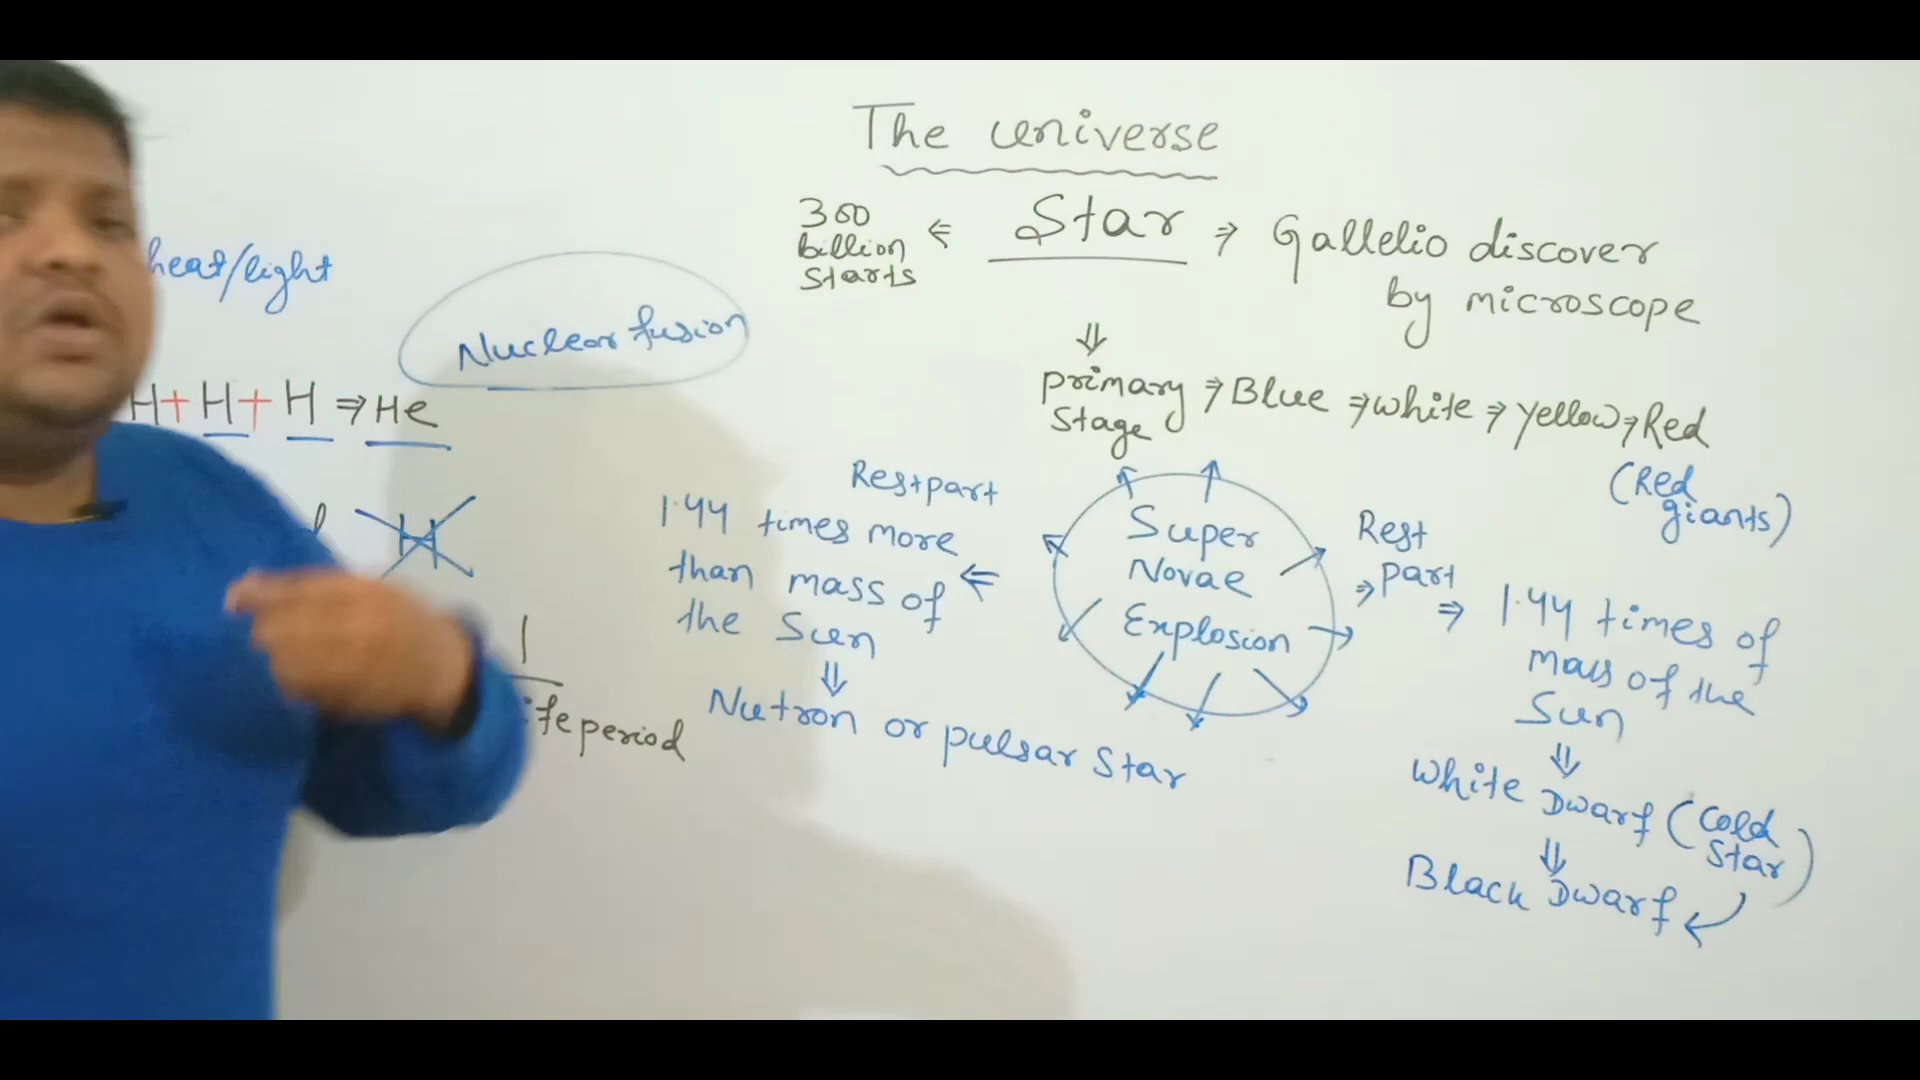 The universe
300
billion
Starts
⇐ Star ⇒ Gallelio discover
by microscope
⇓
primary
Stage
⇒ Blue ⇒ white ⇒ yellow ⇒ Red
(Red
giants)
heat/light
Nuclear fusion
H + H + H ⇒ He
H
1
period
Super
Novae
Explosion
Rest part
1.44 times more
than mass of ⇐
the Sun
⇓
Nutron or pulsar Star
Rest
⇒ part ⇒
1.44 times of
mass of the
Sun
⇓
White Dwarf (Cold
Star)
⇓
Black Dwarf